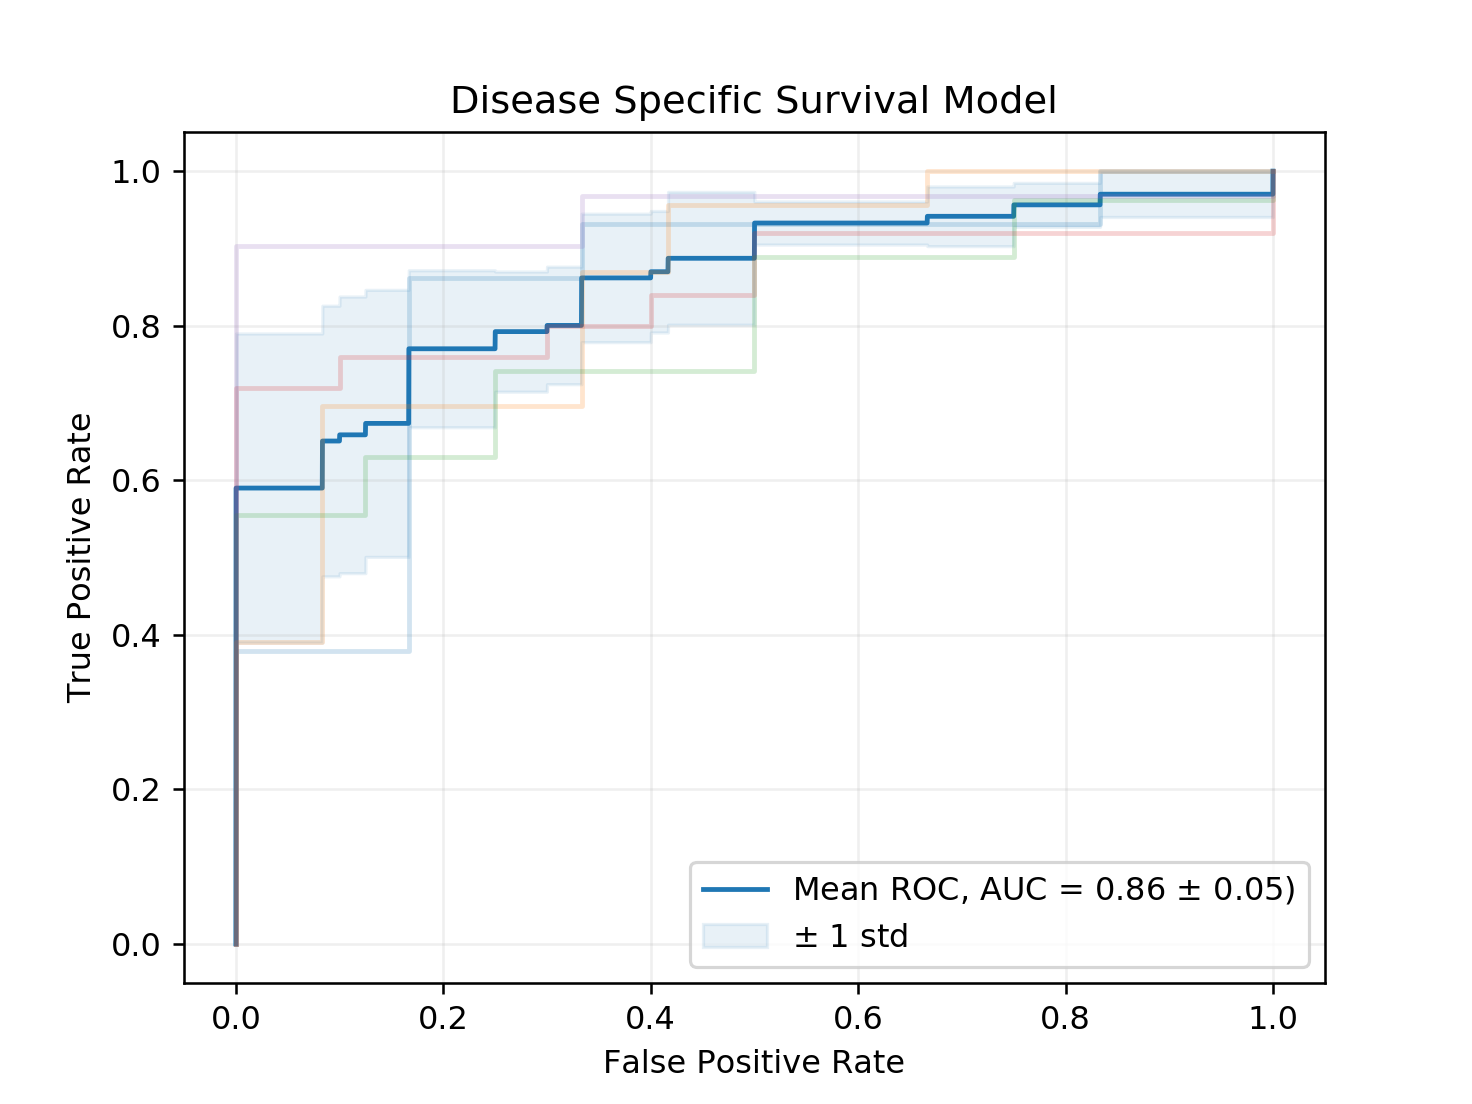 Disease Specific Survival Model
1.0
0.8
0.6
0.4
0.2
0.0
True Positive Rate
Mean ROC, AUC = 0.86 ± 0.05)
± 1 std
0.0 0.2 0.4 0.6 0.8 1.0
False Positive Rate